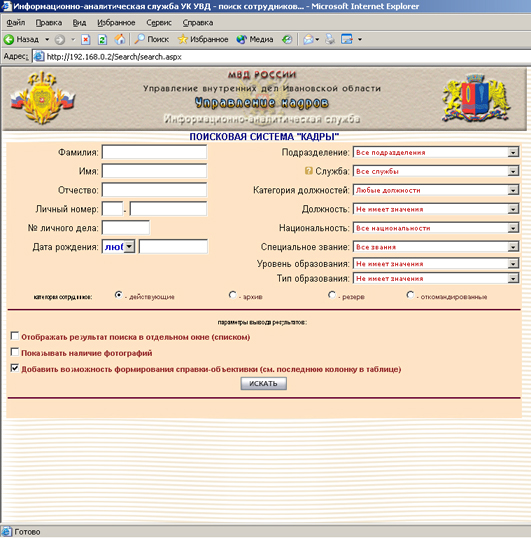 Информационно-аналитическая служба УК УВД - поиск сотрудников... - Microsoft Internet Explorer
Файл Правка Вид Избранное Сервис Справка
Назад Поиск Избранное Медиа
Адрес: http://192.168.0.2/Search/search.aspx
МВД РОССИИ
Управление внутренних дел Ивановской области
Управление кадров
Информационно-аналитическая служба
ПОИСКОВАЯ СИСТЕМА "КАДРЫ"
Фамилия: Подразделение: Все подразделения
Имя: Служба: Все службы
Отчество: Категория должностей: Любые должности
Личный номер: - Должность: Не имеет значения
№ личного дела: Национальность: Все национальности
Дата рождения: люб Специальное звание: Все звания
Уровень образования: Не имеет значения
Тип образования: Не имеет значения
категория сотрудников: - действующие - архив - резерв - откомандированные
параметры вывода результатов:
Отображать результат поиска в отдельном окне (списком)
Показывать наличие фотографий
Добавить возможность формирования справки-объективки (см. последнюю колонку в таблице)
ИСКАТЬ
Готово